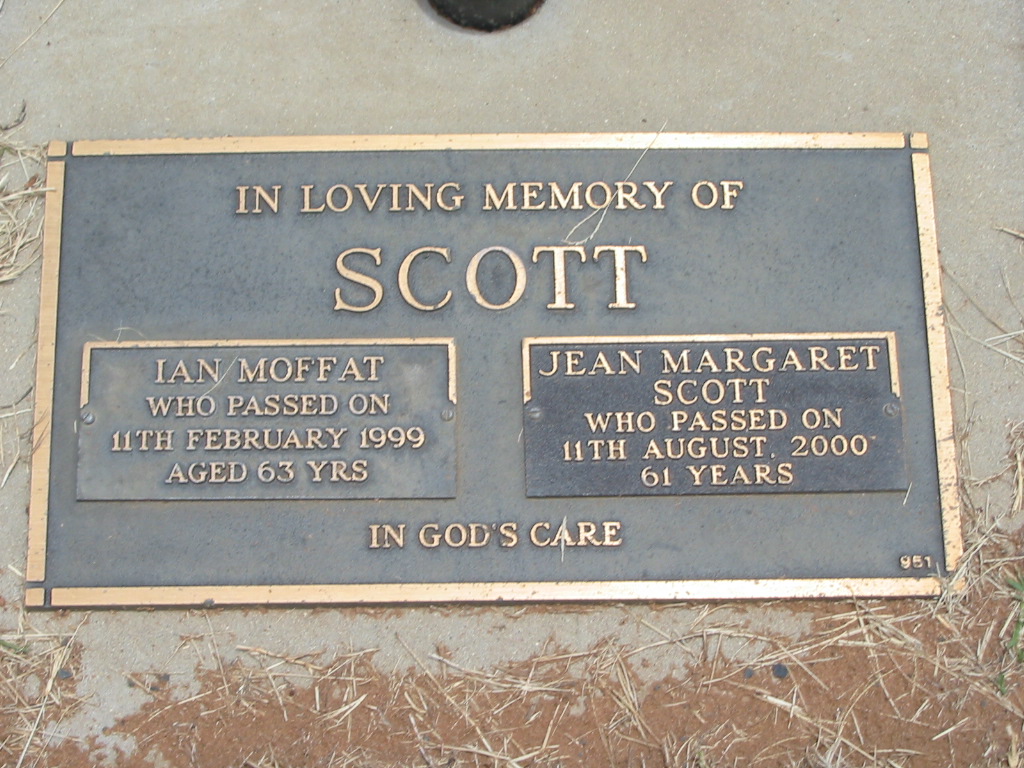 IN LOVING MEMORY OF
SCOTT
IAN MOFFAT
WHO PASSED ON
11TH FEBRUARY 1999
AGED 63 YRS
JEAN MARGARET
SCOTT
WHO PASSED ON
11TH AUGUST. 2000
61 YEARS
IN GOD'S CARE
951